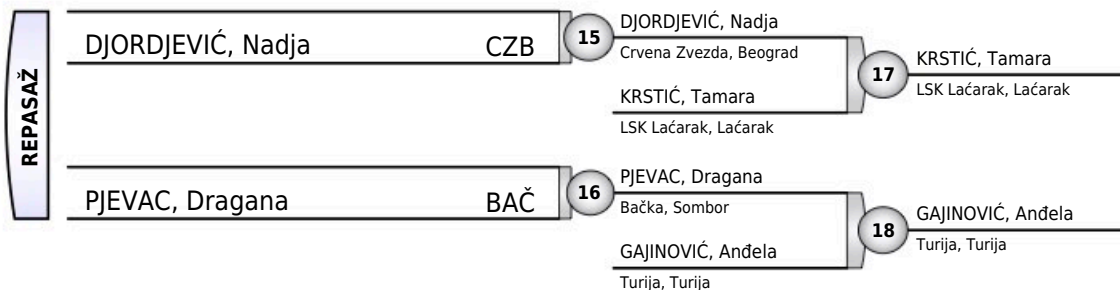 REPASAŽ
DJORDJEVIĆ, Nadja CZB
15
DJORDJEVIĆ, Nadja
Crvena Zvezda, Beograd
KRSTIĆ, Tamara
LSK Laćarak, Laćarak
17
KRSTIĆ, Tamara
LSK Laćarak, Laćarak
PJEVAC, Dragana BAČ
16
PJEVAC, Dragana
Bačka, Sombor
GAJINOVIĆ, Anđela
Turija, Turija
18
GAJINOVIĆ, Anđela
Turija, Turija